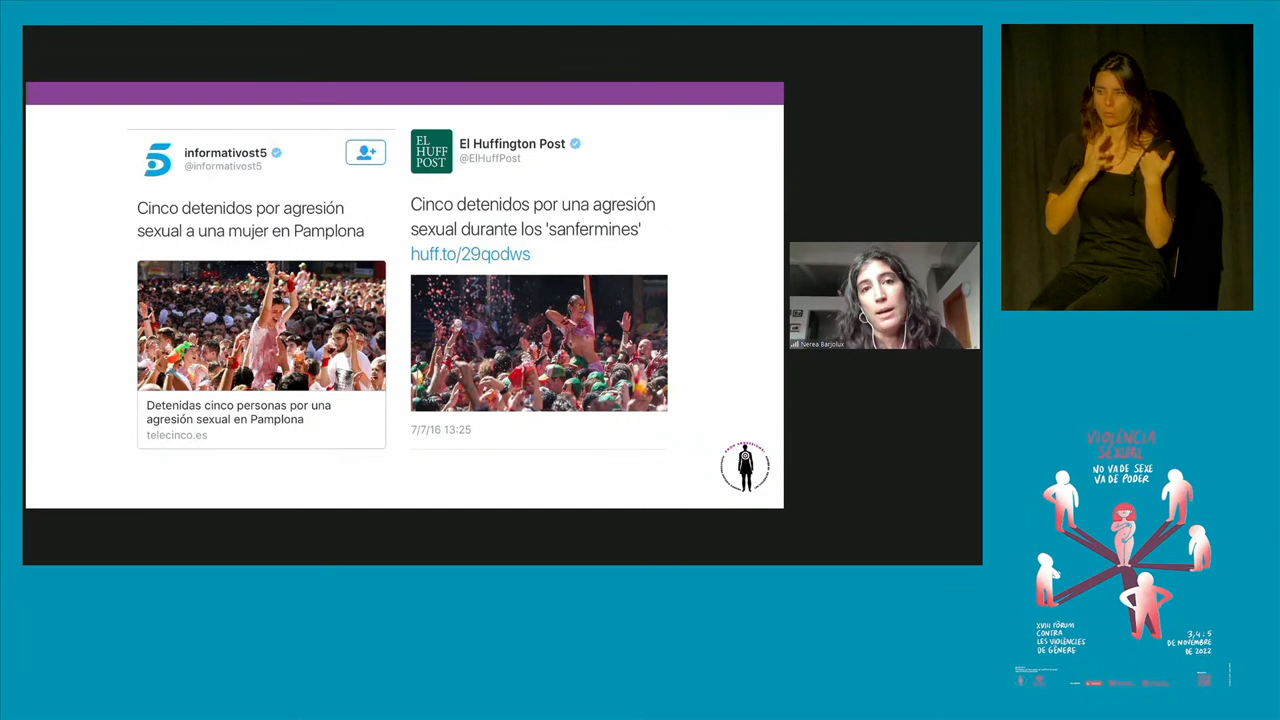 informativost5
@informativost5
Cinco detenidos por agresión
sexual a una mujer en Pamplona
Detenidas cinco personas por una
agresión sexual en Pamplona
telecinco.es
EL
HUFF
POST
El Huffington Post
@ElHuffPost
Cinco detenidos por una agresión
sexual durante los 'sanfermines'
huff.to/29qodws
7/7/16 13:25
Nerea Barjolux
VIOLÈNCIA
SEXUAL
NO VA DE SEXE
VA DE PODER
XVIII FÒRUM
CONTRA
LES VIOLÈNCIES
DE GÈNERE
3, 4 i 5
DE NOVEMBRE
DE 2022